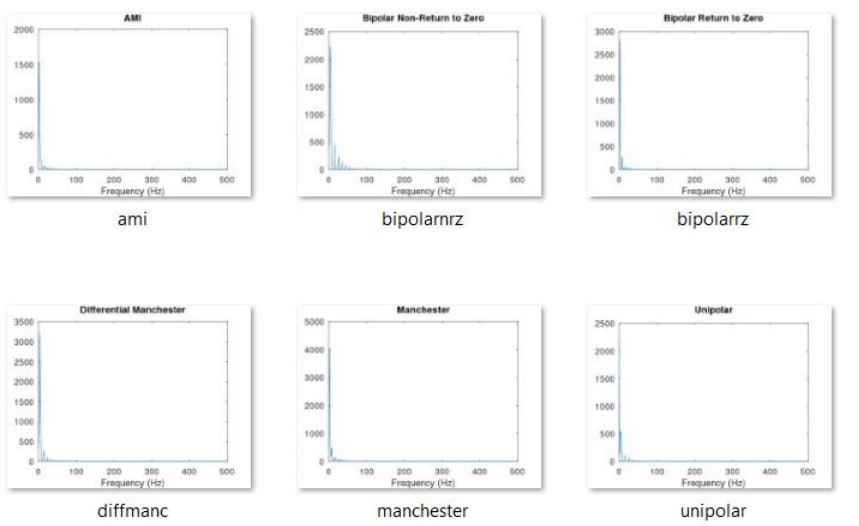 AMI
2000
1500
1000
500
0
0 100 200 300 400 500
Frequency (Hz)
ami
Bipolar Non-Return to Zero
2500
2000
1500
1000
500
0
0 100 200 300 400 500
Frequency (Hz)
bipolarnrz
Bipolar Return to Zero
3000
2500
2000
1500
1000
500
0
0 100 200 300 400 500
Frequency (Hz)
bipolarrz
Differential Manchester
3500
3000
2500
2000
1500
1000
500
0
0 100 200 300 400 500
Frequency (Hz)
diffmanc
Manchester
5000
4000
3000
2000
1000
0
0 100 200 300 400 500
Frequency (Hz)
manchester
Unipolar
2500
2000
1500
1000
500
0
0 100 200 300 400 500
Frequency (Hz)
unipolar